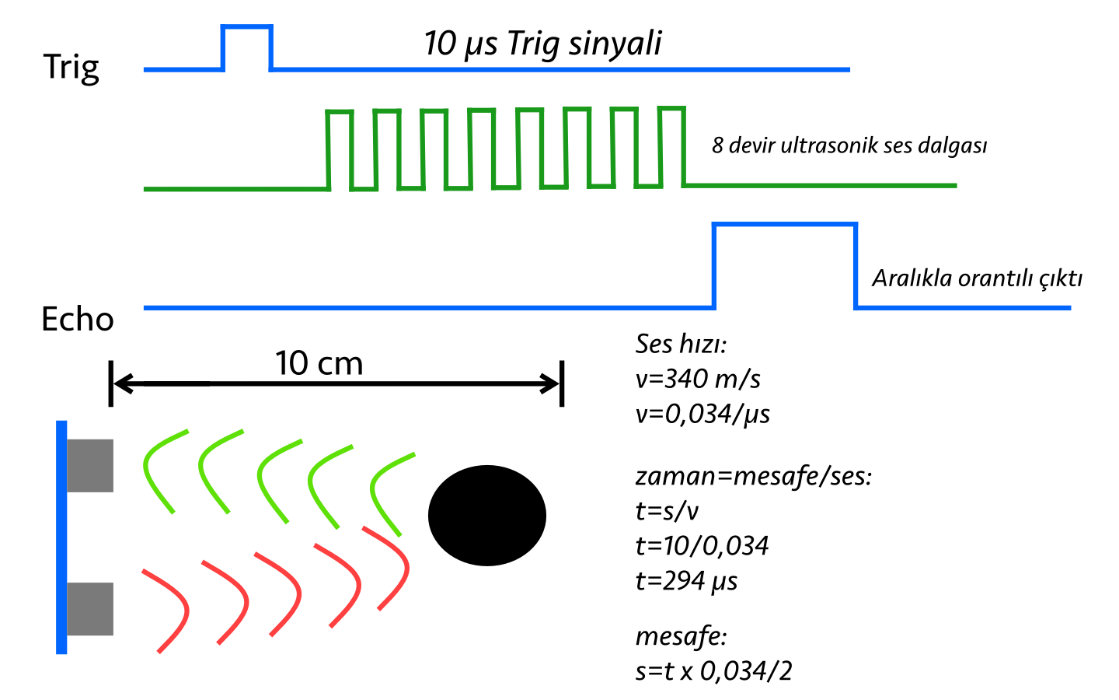 Trig
10 µs Trig sinyali
8 devir ultrasonik ses dalgası
Aralıkla orantılı çıktı
Echo
10 cm
Ses hızı:
v=340 m/s
v=0,034/µs
zaman=mesafe/ses:
t=s/v
t=10/0,034
t=294 µs
mesafe:
s=t x 0,034/2